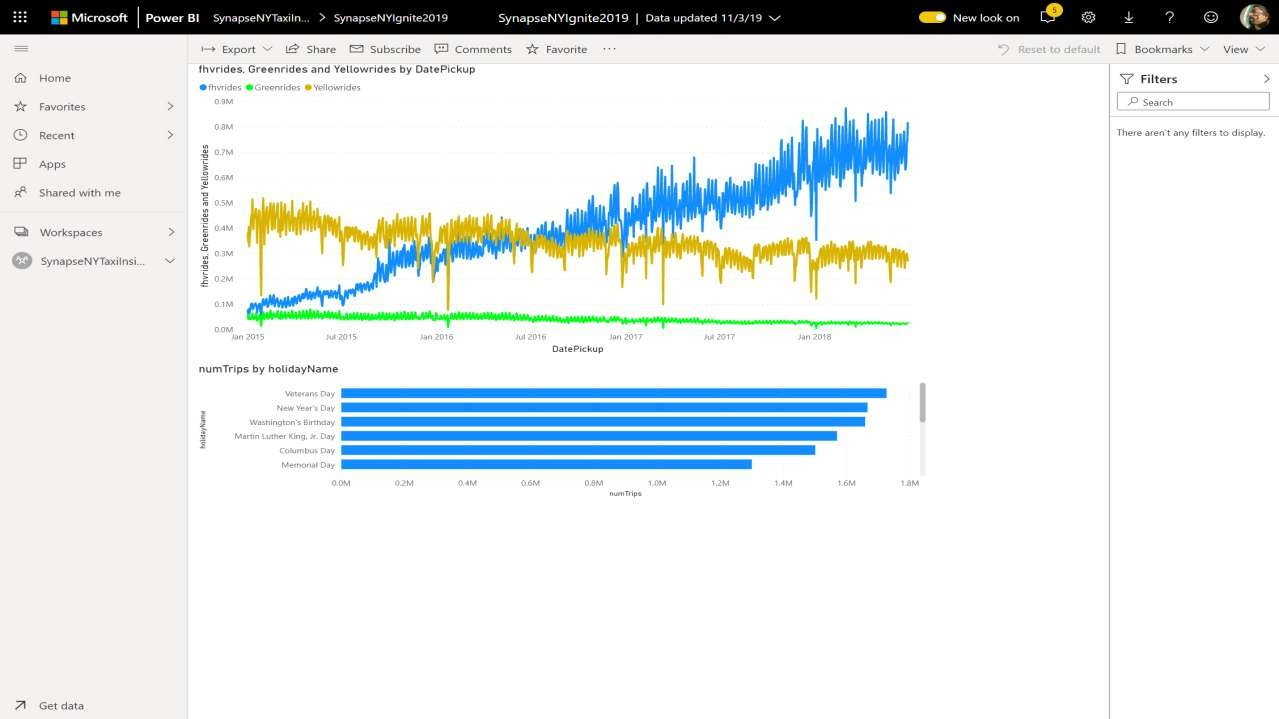 Microsoft Power BI SynapseNYTaxiIn... > SynapseNYIgnite2019 SynapseNYIgnite2019 | Data updated 11/3/19 New look on 5
Export Share Subscribe Comments Favorite ... Reset to default Bookmarks View
Home
Favorites
Recent
Apps
Shared with me
Workspaces
SynapseNYTaxiInsi...
Get data
fhvrides, Greenrides and Yellowrides by DatePickup
fhvrides Greenrides Yellowrides
fhvrides, Greenrides and Yellowrides
0.9M
0.8M
0.7M
0.6M
0.5M
0.4M
0.3M
0.2M
0.1M
0.0M
Jan 2015 Jul 2015 Jan 2016 Jul 2016 Jan 2017 Jul 2017 Jan 2018
DatePickup
numTrips by holidayName
holidayName
Veterans Day
New Year's Day
Washington's Birthday
Martin Luther King, Jr. Day
Columbus Day
Memorial Day
0.0M 0.2M 0.4M 0.6M 0.8M 1.0M 1.2M 1.4M 1.6M 1.8M
numTrips
Filters
Search
There aren't any filters to display.